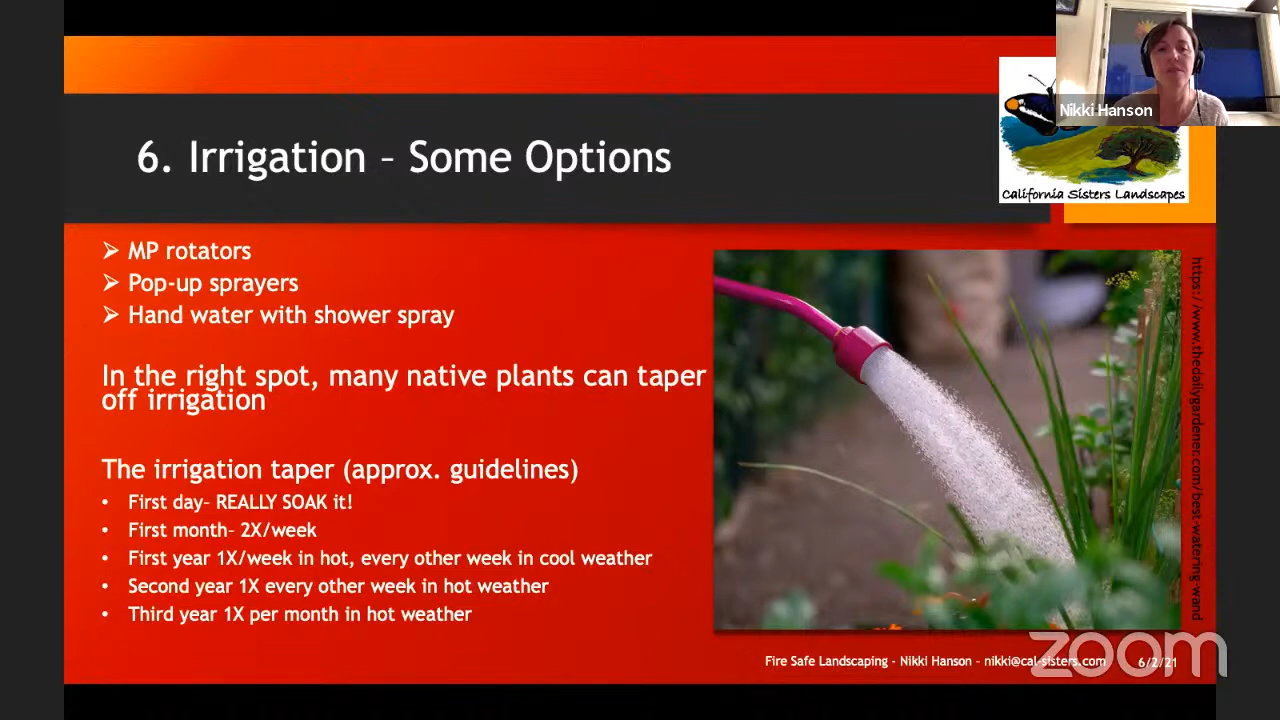 Nikki Hanson
6. Irrigation – Some Options
California Sisters Landscapes
➢ MP rotators
➢ Pop-up sprayers
➢ Hand water with shower spray
In the right spot, many native plants can taper
off irrigation
The irrigation taper (approx. guidelines)
• First day– REALLY SOAK it!
• First month– 2X/week
• First year 1X/week in hot, every other week in cool weather
• Second year 1X every other week in hot weather
• Third year 1X per month in hot weather
https://www.thedailygardener.com/best-watering-wand
Fire Safe Landscaping - Nikki Hanson – nikki@cal-sisters.com 6/2/21
zoom